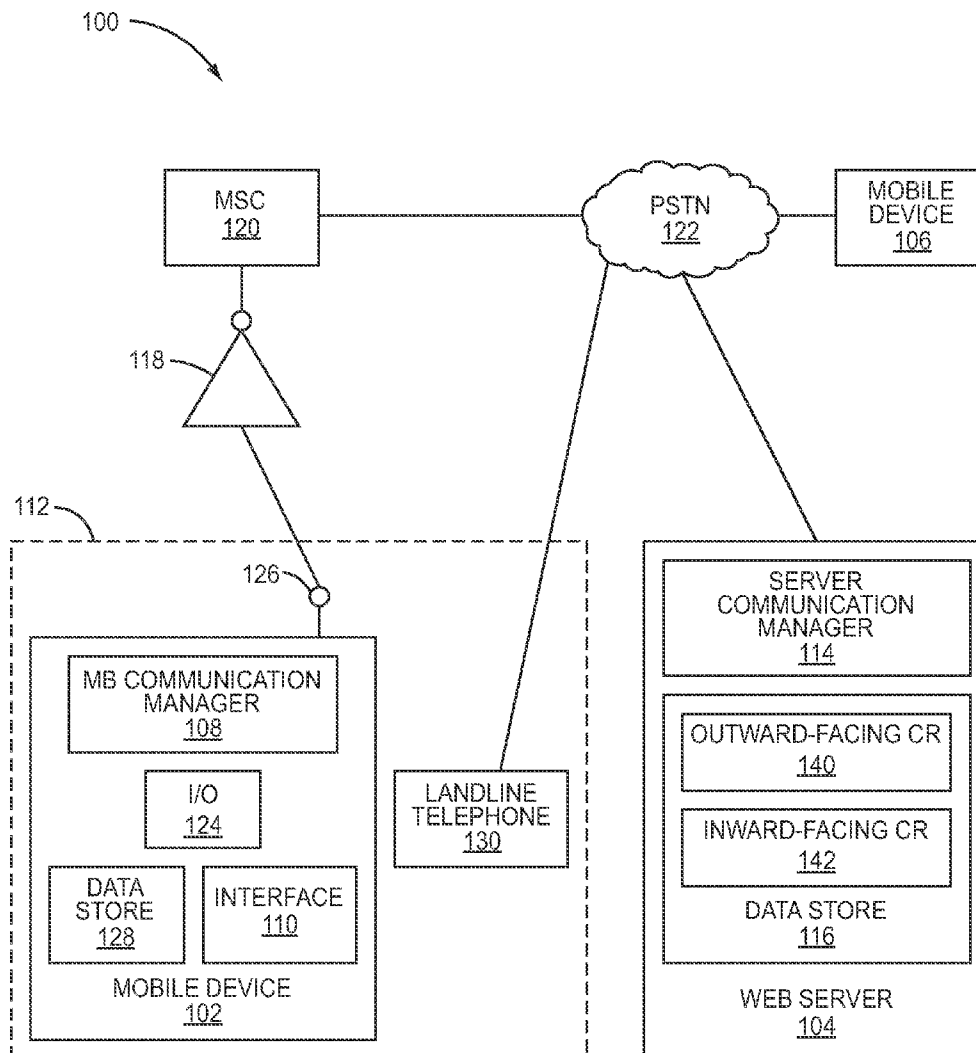 100
MSC
120
PSTN
122
MOBILE
DEVICE
106
118
112
126
MB COMMUNICATION
MANAGER
108
I/O
124
DATA
STORE
128
INTERFACE
110
MOBILE DEVICE
102
LANDLINE
TELEPHONE
130
SERVER
COMMUNICATION
MANAGER
114
OUTWARD-FACING CR
140
INWARD-FACING CR
142
DATA STORE
116
WEB SERVER
104